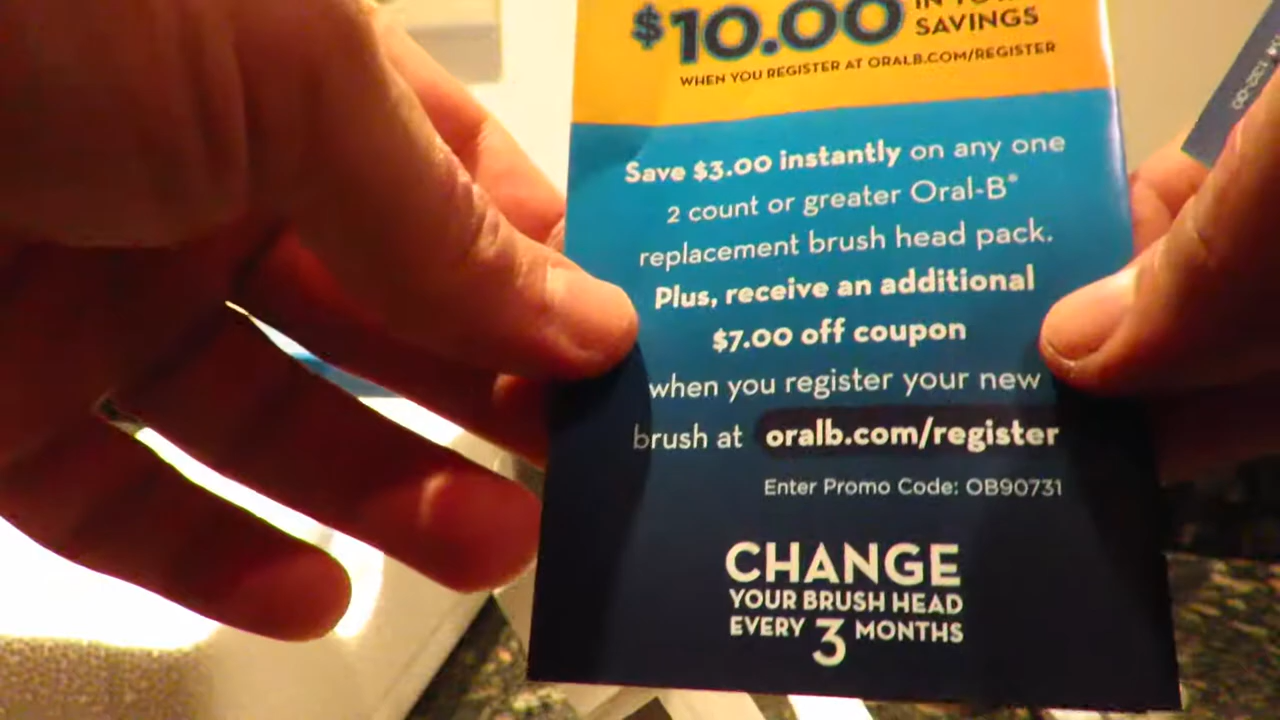 $10.00 IN
SAVINGS
WHEN YOU REGISTER AT ORALB.COM/REGISTER
Save $3.00 instantly on any one
2 count or greater Oral-B®
replacement brush head pack.
Plus, receive an additional
$7.00 off coupon
when you register your new
brush at oralb.com/register
Enter Promo Code: OB90731
CHANGE
YOUR BRUSH HEAD
EVERY 3 MONTHS